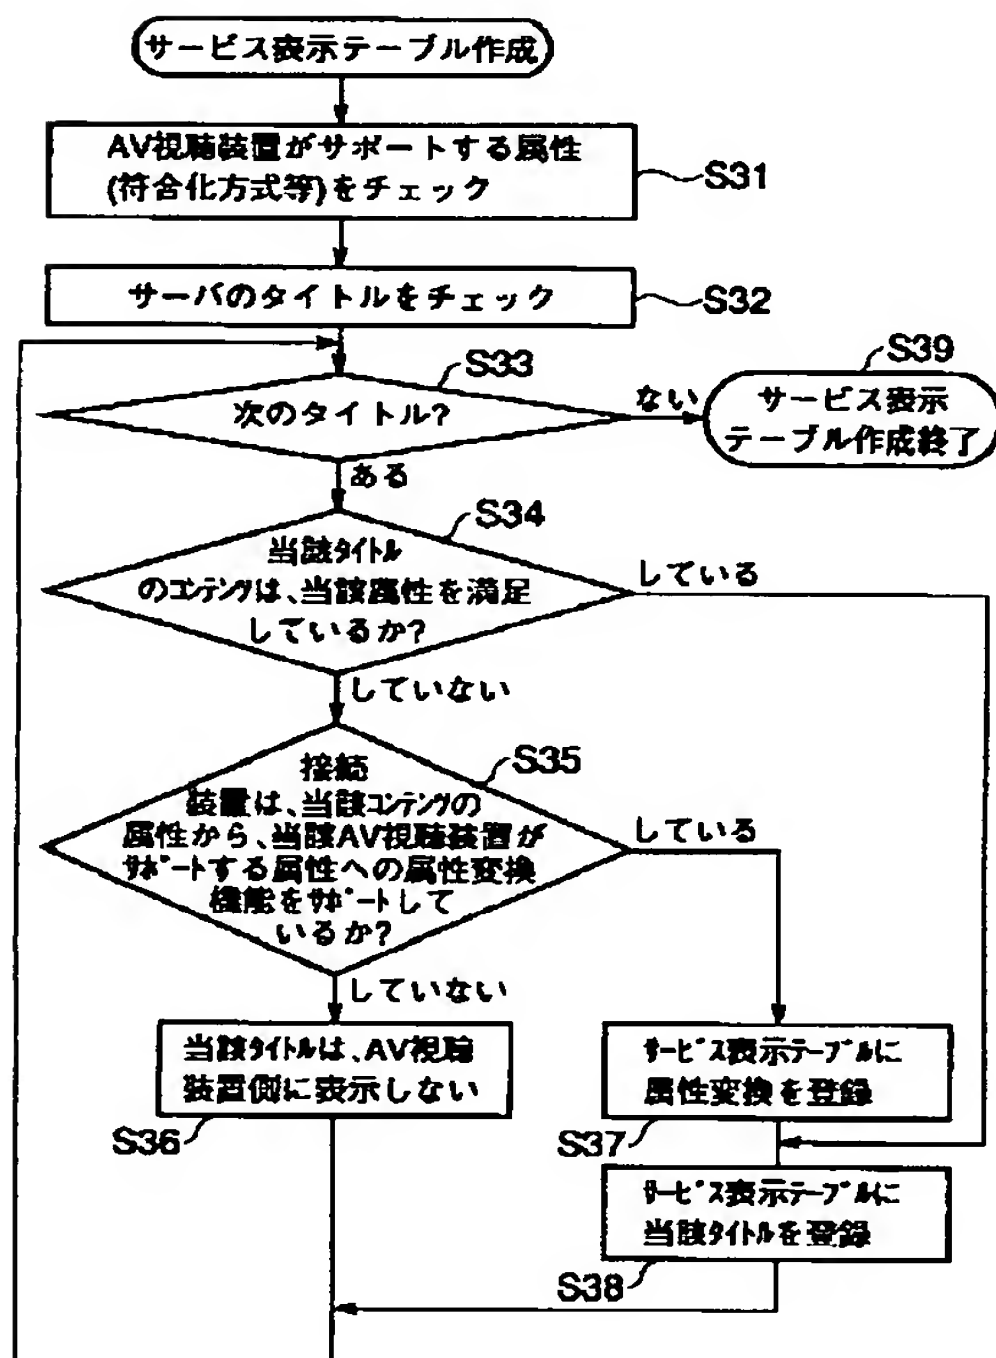 サービス表示テーブル作成
AV視聴装置がサポートする属性
(符合化方式等)をチェック
S31
サーバのタイトルをチェック
S32
S33
次のタイトル?
ない
S39
サービス表示
テーブル作成終了
ある
S34
当該タイトル
のコンテンツは、当該属性を満足
しているか?
している
していない
S35
接続
装置は、当該コンテンツの
属性から、当該AV視聴装置が
サポートする属性への属性変換
機能をサポートして
いるか?
している
していない
当該タイトルは、AV視聴
装置側に表示しない
S36
サービス表示テーブルに
属性変換を登録
S37
サービス表示テーブルに
当該タイトルを登録
S38